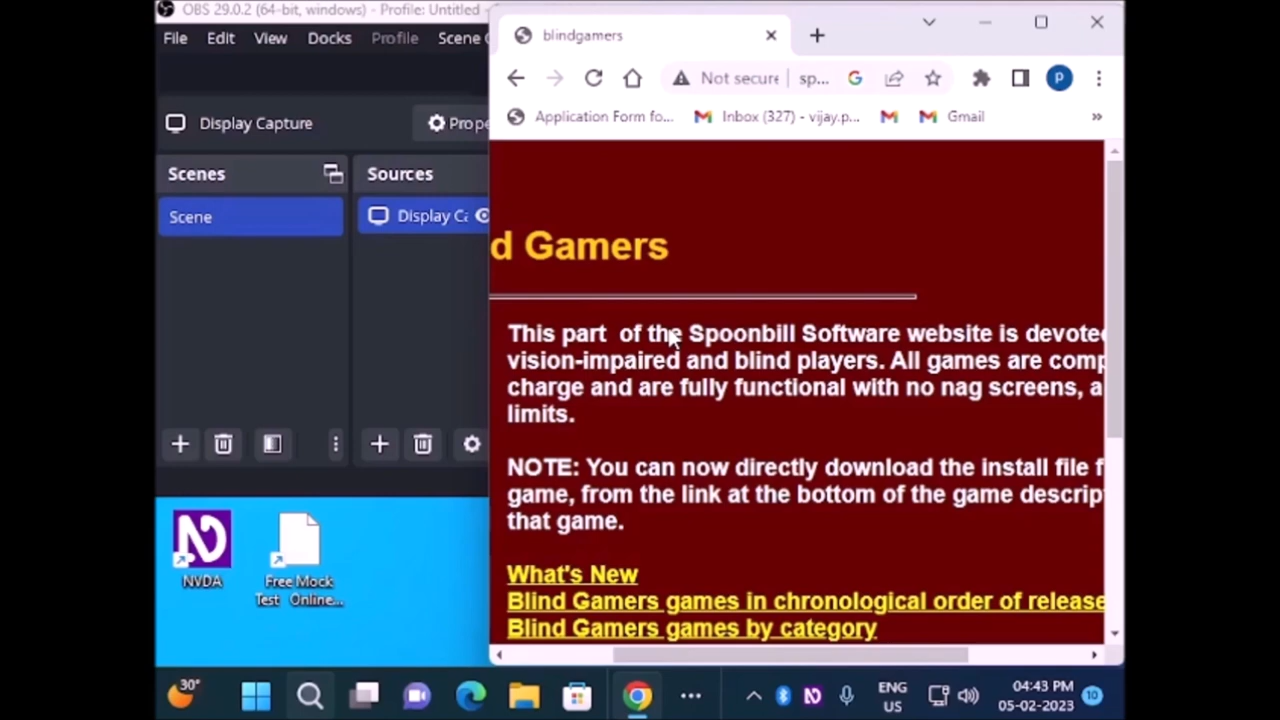 OBS 29.0.2 (64-bit, windows) - Profile: Untitled -
File Edit View Docks Profile Scene
Display Capture
Prope
Scenes
Sources
Scene
Display Ca
NVDA
Free Mock
Test Online...
blindgamers
Not secure sp...
Application Form fo... Inbox (327) - vijay.p... Gmail »
d Gamers
This part of the Spoonbill Software website is devoted
vision-impaired and blind players. All games are comp
charge and are fully functional with no nag screens, a
limits.
NOTE: You can now directly download the install file f
game, from the link at the bottom of the game descrip
that game.
What's New
Blind Gamers games in chronological order of release
Blind Gamers games by category
30°
ENG
US
04:43 PM
05-02-2023
10